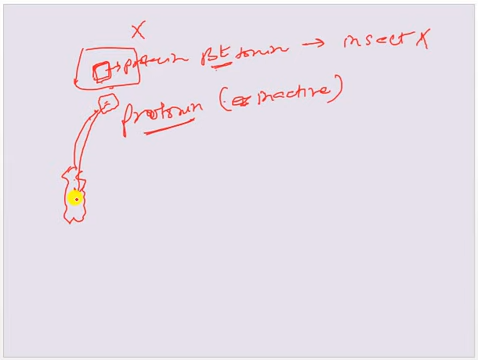 X
→ protein Bt toxin → insect X
Protoxin (inactive)